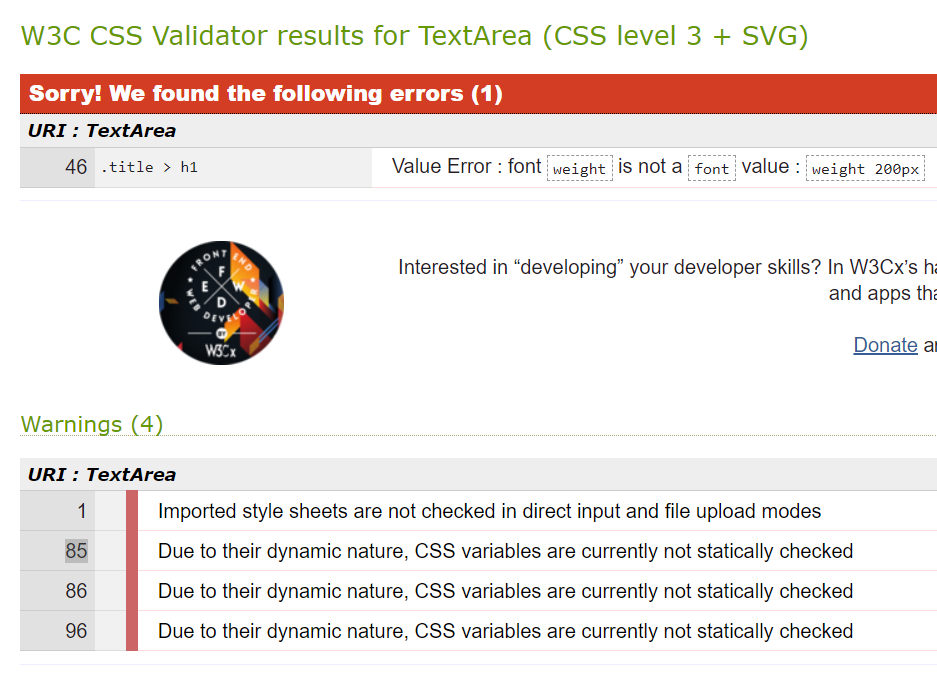 W3C CSS Validator results for TextArea (CSS level 3 + SVG)
Sorry! We found the following errors (1)
URI : TextArea
46 .title > h1 Value Error : font weight is not a font value : weight 200px
FRONT END
F
E W
D
WEB DEVELOPER
BY
W3Cx
Interested in “developing” your developer skills? In W3Cx’s ha
and apps tha
Donate an
Warnings (4)
URI : TextArea
1 Imported style sheets are not checked in direct input and file upload modes
85 Due to their dynamic nature, CSS variables are currently not statically checked
86 Due to their dynamic nature, CSS variables are currently not statically checked
96 Due to their dynamic nature, CSS variables are currently not statically checked